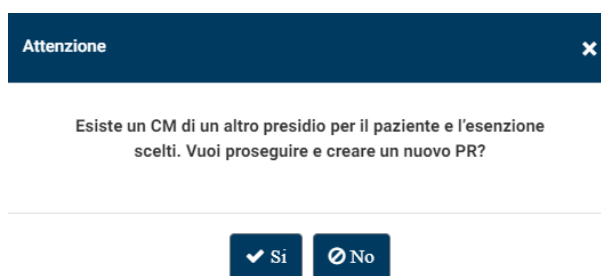 Attenzione
Esiste un CM di un altro presidio per il paziente e l'esenzione
scelti. Vuoi proseguire e creare un nuovo PR?
Si
No